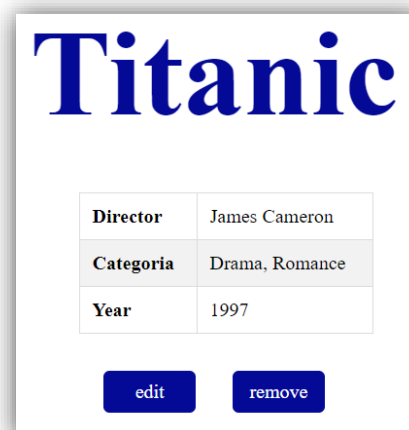 Titanic
Director James Cameron
Categoria Drama, Romance
Year 1997
edit remove